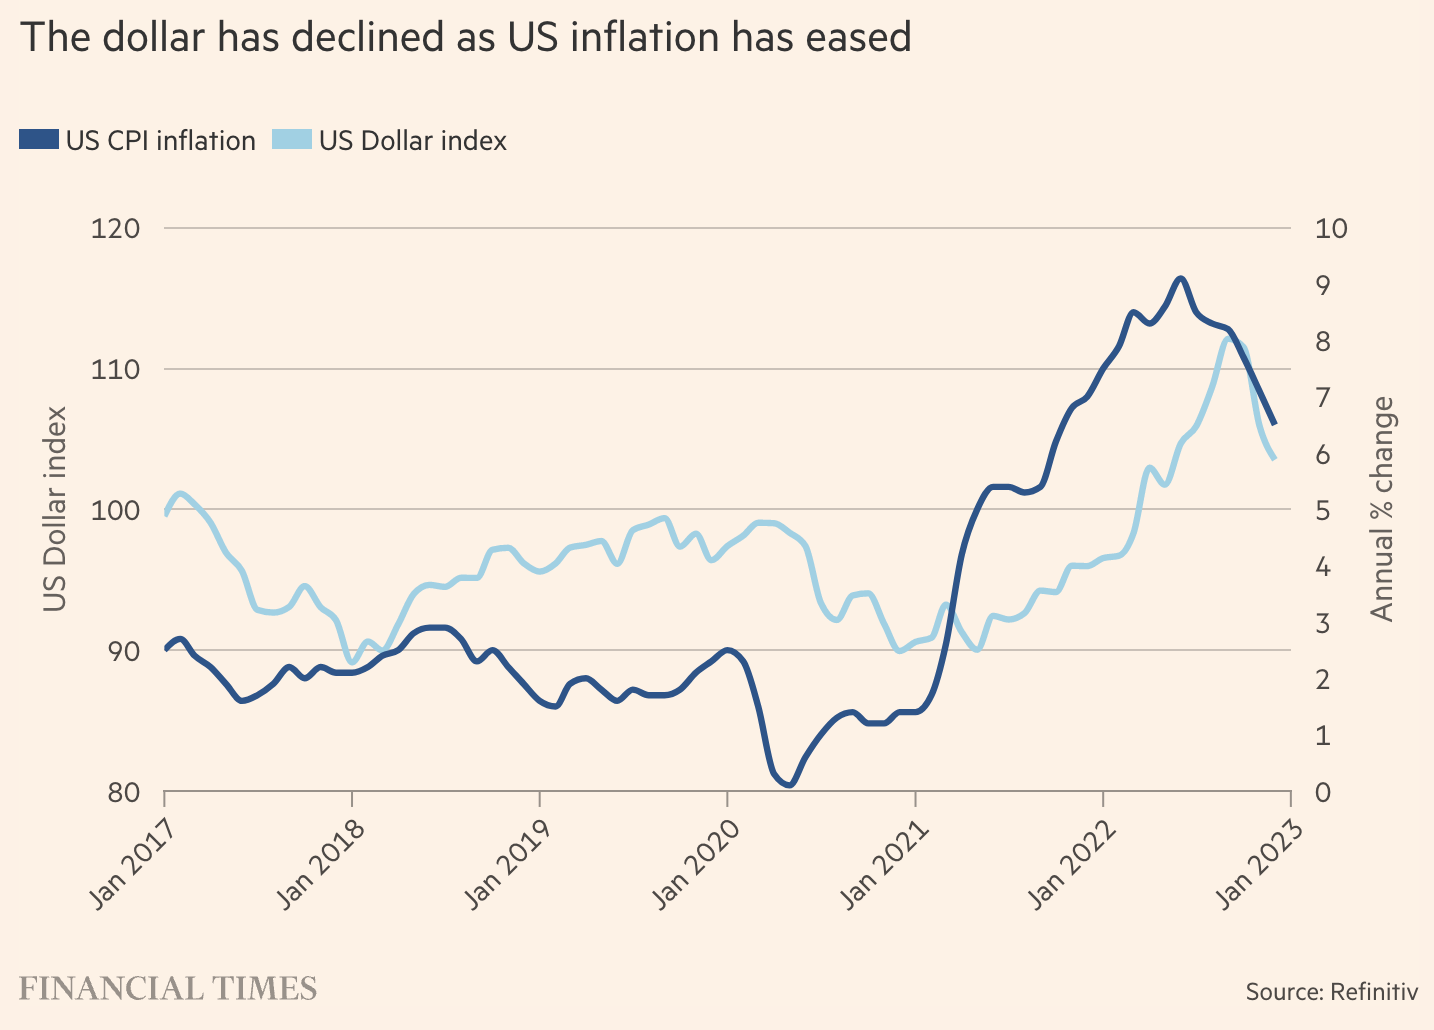 The dollar has declined as US inflation has eased
US CPI inflation
US Dollar index
120
110
100
90
80
US Dollar index
10
9
8
7
6
5
4
3
2
1
0
Annual % change
Jan 2017
Jan 2018
Jan 2019
Jan 2020
Jan 2021
Jan 2022
Jan 2023
FINANCIAL TIMES
Source: Refinitiv